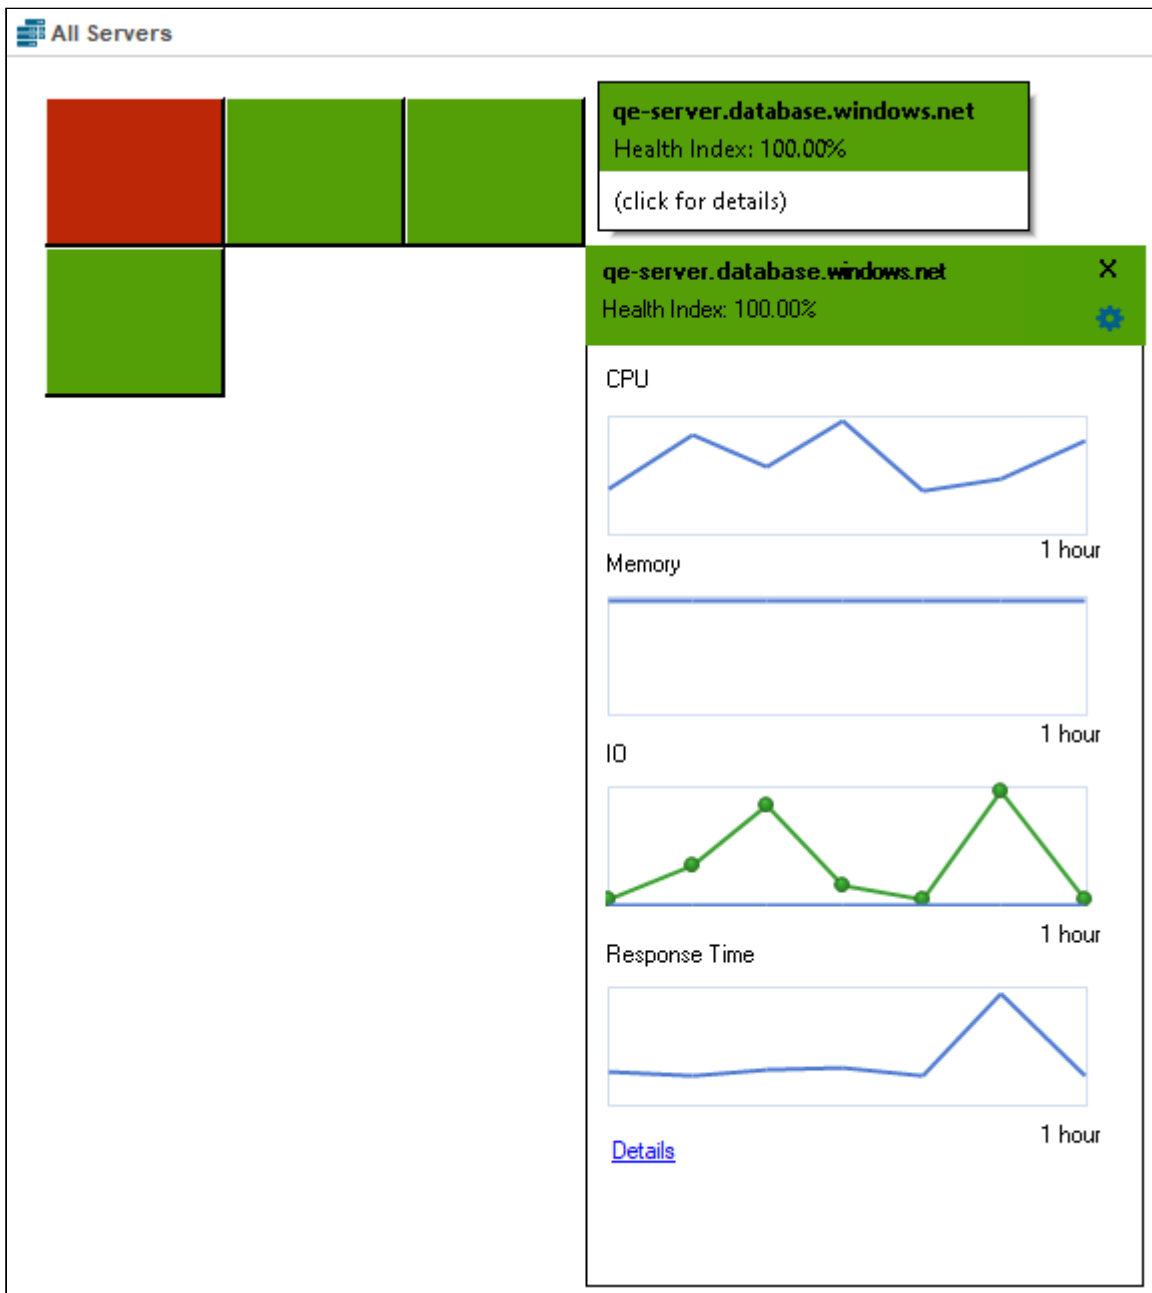 All Servers
qe-server.database.windows.net
Health Index: 100.00%
(click for details)
qe-server.database.windows.net
Health Index: 100.00%
CPU
1 hour
Memory
1 hour
IO
1 hour
Response Time
1 hour
Details